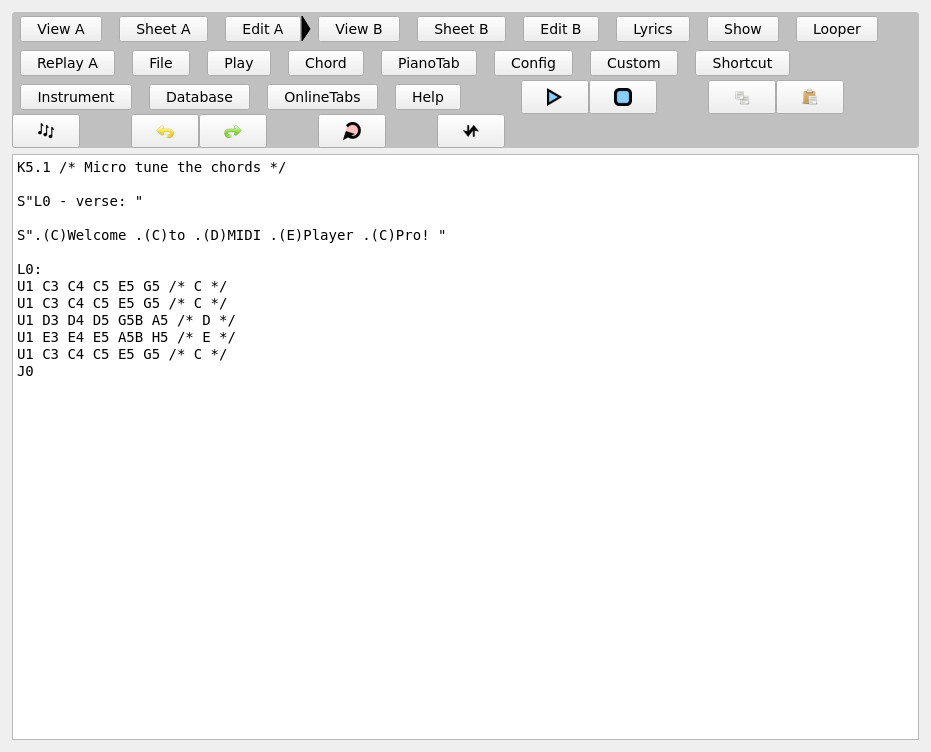 View A Sheet A Edit A View B Sheet B Edit B Lyrics Show Looper
RePlay A File Play Chord PianoTab Config Custom Shortcut
Instrument Database OnlineTabs Help
K5.1 /* Micro tune the chords */
S"L0 - verse: "
S".(C)Welcome .(C)to .(D)MIDI .(E)Player .(C)Pro! "
L0:
U1 C3 C4 C5 E5 G5 /* C */
U1 C3 C4 C5 E5 G5 /* C */
U1 D3 D4 D5 G5B A5 /* D */
U1 E3 E4 E5 A5B H5 /* E */
U1 C3 C4 C5 E5 G5 /* C */
J0